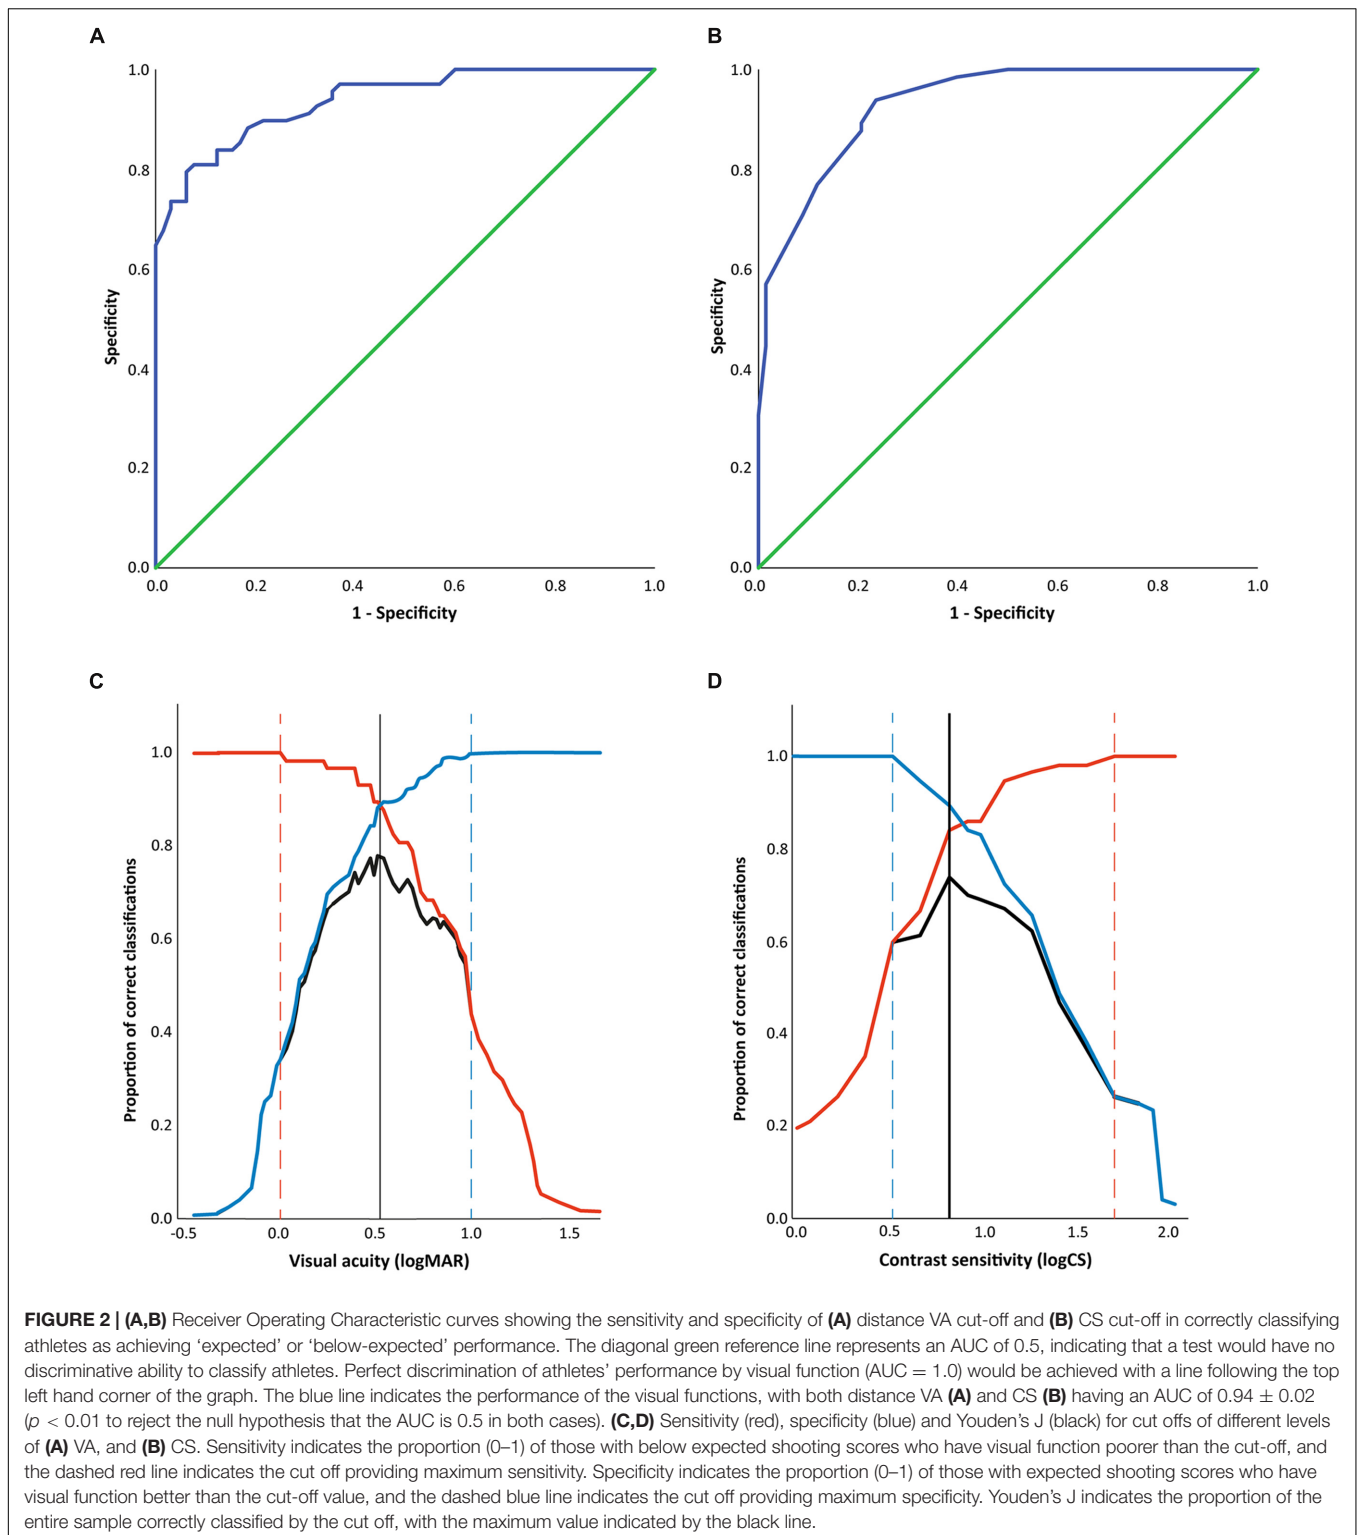 A
B
1.0
0.8
0.6
0.4
0.2
0.0
Specificity
0.0 0.2 0.4 0.6 0.8 1.0
1 - Specificity
1.0
0.8
0.6
0.4
0.2
0.0
Specificity
0.0 0.2 0.4 0.6 0.8 1.0
1 - Specificity
C
D
1.0
0.8
0.6
0.4
0.2
0.0
Proportion of correct classifications
-0.5 0.0 0.5 1.0 1.5
Visual acuity (logMAR)
1.0
0.8
0.6
0.4
0.2
0.0
Proportion of correct classifications
0.0 0.5 1.0 1.5 2.0
Contrast sensitivity (logCS)
FIGURE 2 | (A,B) Receiver Operating Characteristic curves showing the sensitivity and specificity of (A) distance VA cut-off and (B) CS cut-off in correctly classifying
athletes as achieving ‘expected’ or ‘below-expected’ performance. The diagonal green reference line represents an AUC of 0.5, indicating that a test would have no
discriminative ability to classify athletes. Perfect discrimination of athletes’ performance by visual function (AUC = 1.0) would be achieved with a line following the top
left hand corner of the graph. The blue line indicates the performance of the visual functions, with both distance VA (A) and CS (B) having an AUC of 0.94 ± 0.02
(p < 0.01 to reject the null hypothesis that the AUC is 0.5 in both cases). (C,D) Sensitivity (red), specificity (blue) and Youden’s J (black) for cut offs of different levels
of (A) VA, and (B) CS. Sensitivity indicates the proportion (0–1) of those with below expected shooting scores who have visual function poorer than the cut-off, and
the dashed red line indicates the cut off providing maximum sensitivity. Specificity indicates the proportion (0–1) of those with expected shooting scores who have
visual function better than the cut-off value, and the dashed blue line indicates the cut off providing maximum specificity. Youden’s J indicates the proportion of the
entire sample correctly classified by the cut off, with the maximum value indicated by the black line.